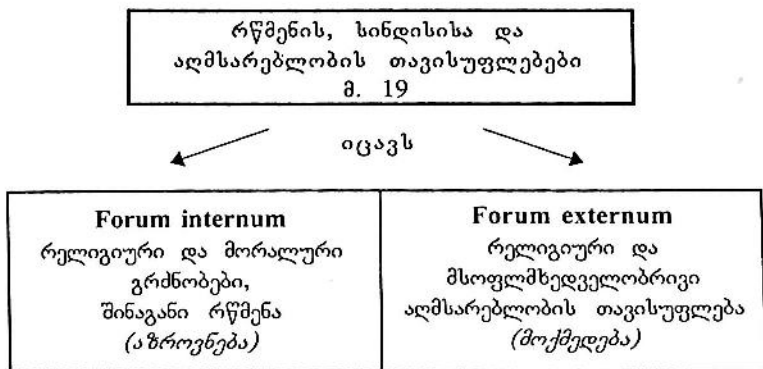 რწმენის, სინდისისა და
აღმსარებლობის თავისუფლებები
მ. 19
იცავს
Forum internum
რელიგიური და მორალური
გრძნობები,
შინაგანი რწმენა
(აზროვნება)
Forum externum
რელიგიური და
მსოფლმხედველობრივი
აღმსარებლობის თავისუფლება
(მოქმედება)